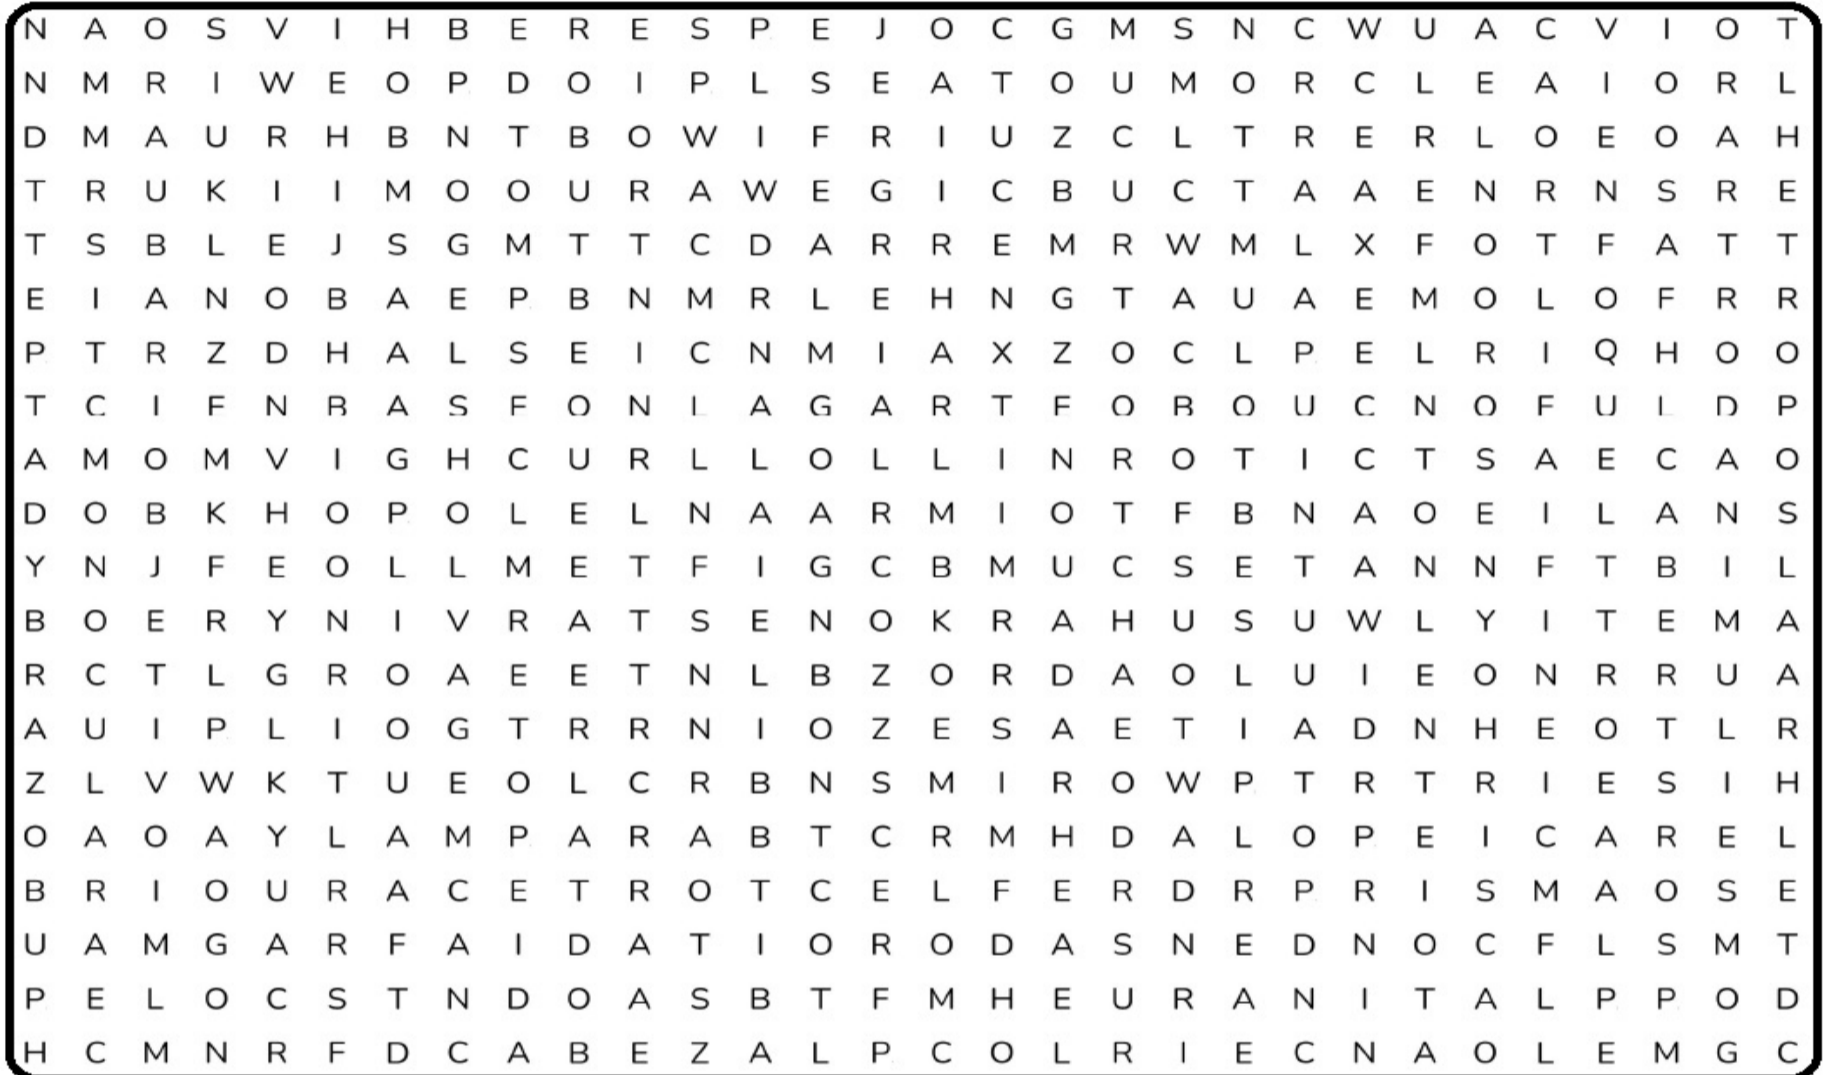 N A O S V I H B E R E S P E J O C G M S N C W U A C V I O T
N M R I W E O P D O I P L S E A T O U M O R C L E A I O R L
D M A U R H B N T B O W I F R I U Z C L T R E R L O E O A H
T R U K I I M O O U R A W E G I C B U C T A A E N R N S R E
T S B L E J S G M T T C D A R R E M R W M L X F O T F A T T
E I A N O B A E P B N M R L E H N G T A U A E M O L O F R R
P T R Z D H A L S E I C N M I A X Z O C L P E L R I Q H O O
T C I F N B A S F O N L A G A R T F O B O U C N O F U L D P
A M O M V I G H C U R L L O L L I N R O T I C T S A E C A O
D O B K H O P O L E L N A A R M I O T F B N A O E I L A N S
Y N J F E O L L M E T F I G C B M U C S E T A N N F T B I L
B O E R Y N I V R A T S E N O K R A H U S U W L Y I T E M A
R C T L G R O A E E T N L B Z O R D A O L U I E O N R R U A
A U I P L I O G T R R N I O Z E S A E T I A D N H E O T L R
Z L V W K T U E O L C R B N S M I R O W P T R T R I E S I H
O A O A Y L A M P A R A B T C R M H D A L O P E I C A R E L
B R I O U R A C E T R O T C E L F E R D R P R I S M A O S E
U A M G A R F A I D A T I O R O D A S N E D N O C F L S M T
P E L O C S T N D O A S B T F M H E U R A N I T A L P P O D
H C M N R F D C A B E Z A L P C O L R I E C N A O L E M G C